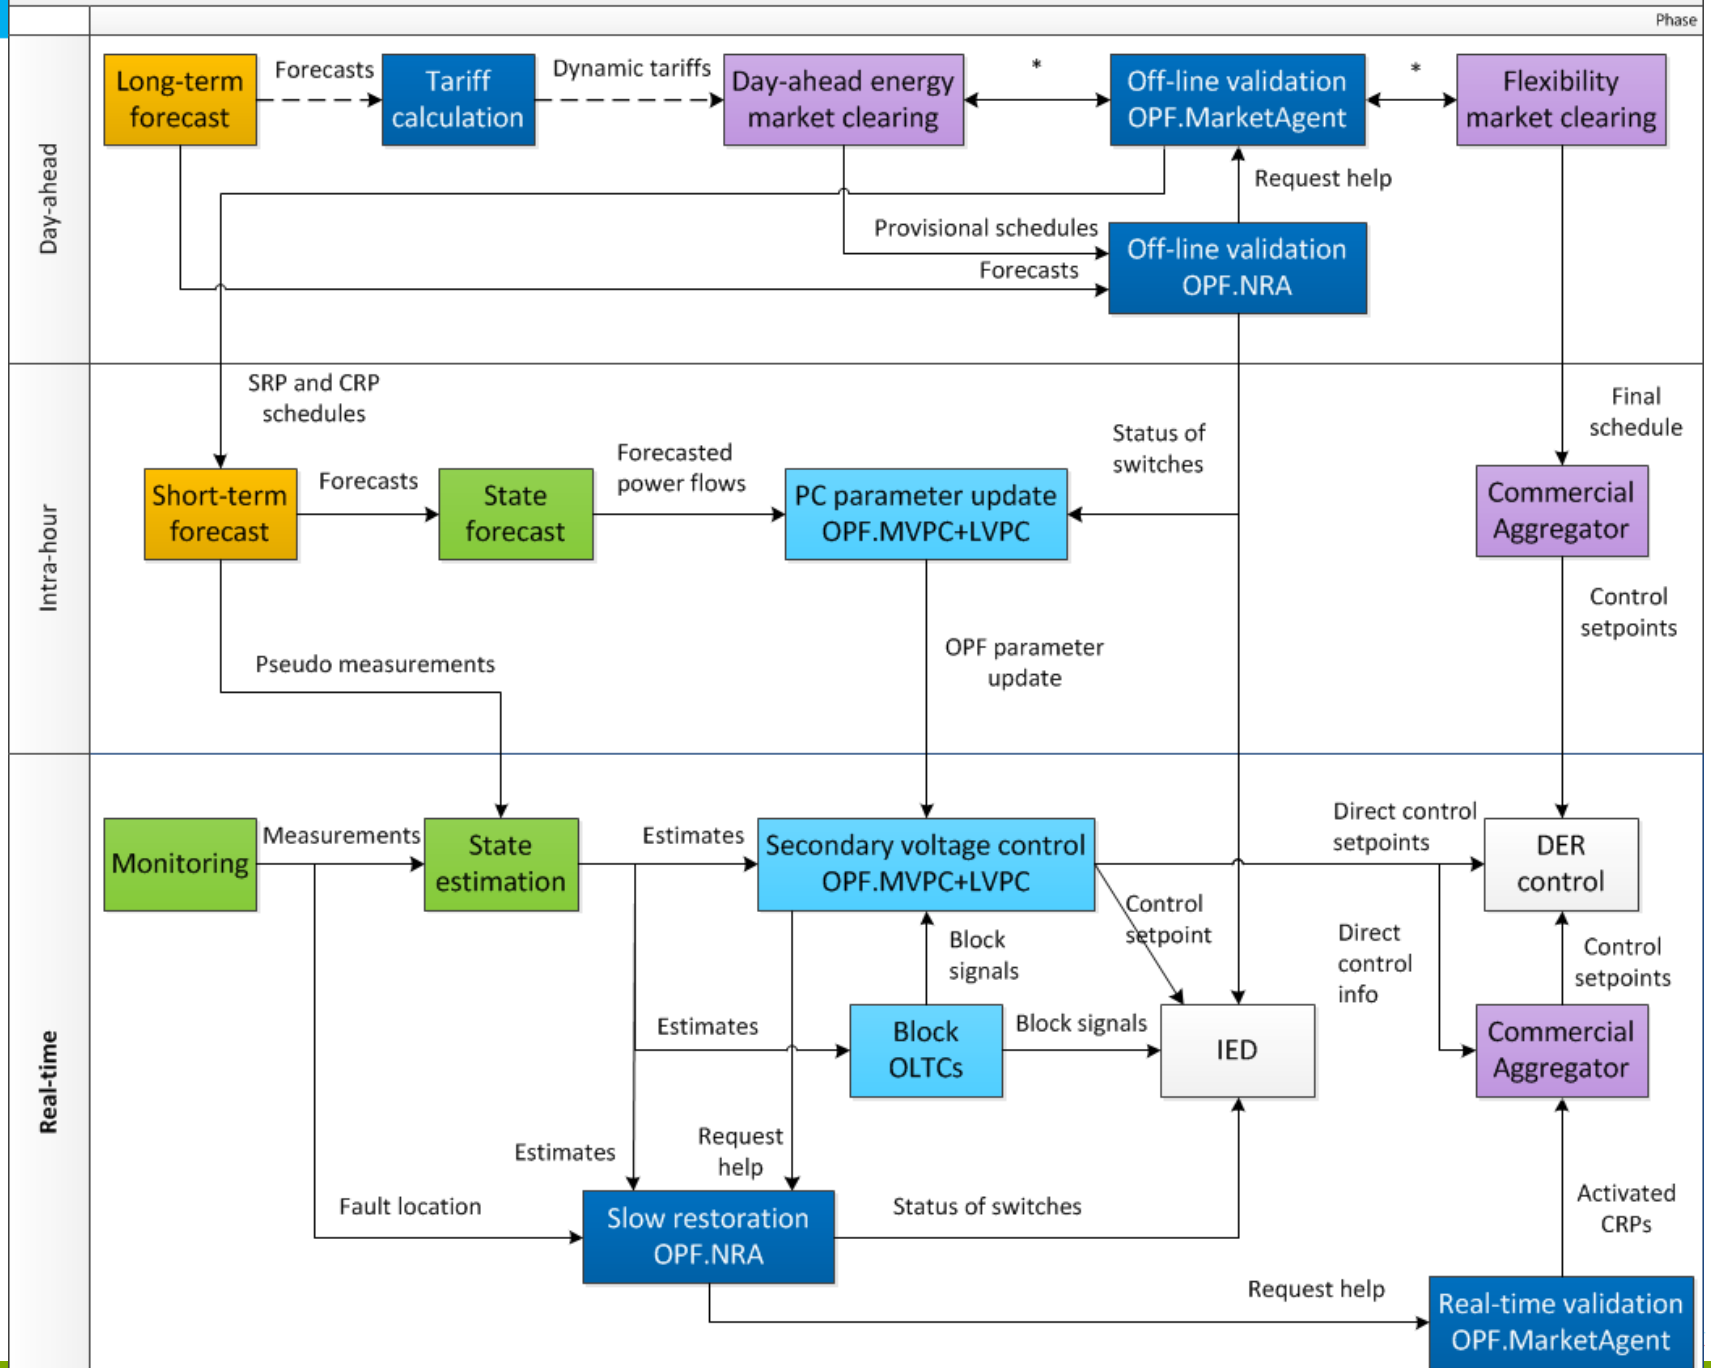 Phase
Day-ahead
Long-term
forecast
Forecasts
Tariff
calculation
Dynamic tariffs
Day-ahead energy
market clearing
*
Off-line validation
OPF.MarketAgent
*
Flexibility
market clearing
Request help
Provisional schedules
Forecasts
Off-line validation
OPF.NRA
Intra-hour
SRP and CRP
schedules
Final
schedule
Status of
switches
Short-term
forecast
Forecasts
State
forecast
Forecasted
power flows
PC parameter update
OPF.MVPC+LVPC
Commercial
Aggregator
Control
setpoints
Pseudo measurements
OPF parameter
update
Real-time
Monitoring
Measurements
State
estimation
Estimates
Secondary voltage control
OPF.MVPC+LVPC
Direct control
setpoints
DER
control
Control
setpoint
Block
signals
Direct
control
info
Control
setpoints
Estimates
Block
OLTCs
Block signals
IED
Commercial
Aggregator
Estimates
Request
help
Fault location
Slow restoration
OPF.NRA
Status of switches
Activated
CRPs
Request help
Real-time validation
OPF.MarketAgent